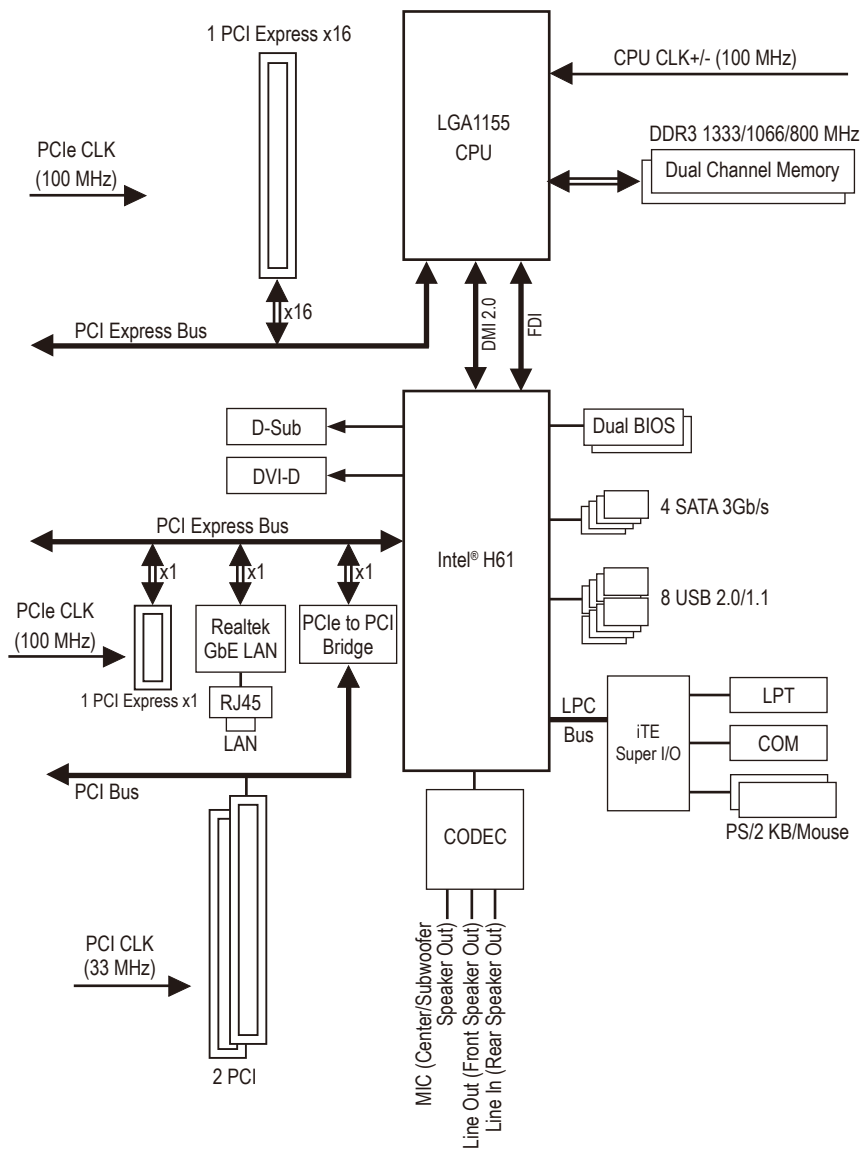 1 PCI Express x16
CPU CLK+/- (100 MHz)
LGA1155
CPU
DDR3 1333/1066/800 MHz
Dual Channel Memory
PCIe CLK
(100 MHz)
x16
PCI Express Bus
DMI 2.0
FDI
D-Sub
Dual BIOS
DVI-D
4 SATA 3Gb/s
PCI Express Bus
Intel® H61
x1
x1
x1
8 USB 2.0/1.1
PCIe CLK
(100 MHz)
Realtek
GbE LAN
PCIe to PCI
Bridge
1 PCI Express x1
RJ45
LAN
LPC
Bus
iTE
Super I/O
LPT
COM
PS/2 KB/Mouse
PCI Bus
CODEC
PCI CLK
(33 MHz)
2 PCI
MIC (Center/Subwoofer
Speaker Out)
Line Out (Front Speaker Out)
Line In (Rear Speaker Out)